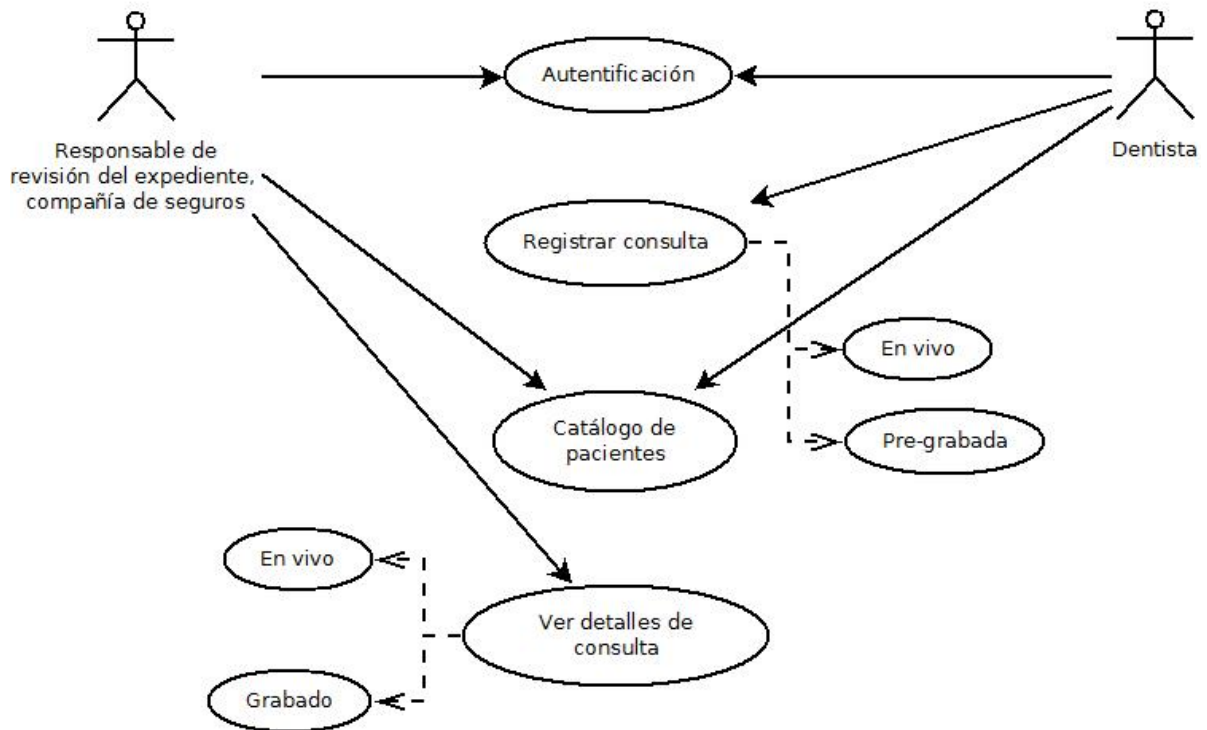 Autentificación
Responsable de
revisión del expediente,
compañía de seguros
Dentista
Registrar consulta
En vivo
Catálogo de
pacientes
Pre-grabada
En vivo
Ver detalles de
consulta
Grabado